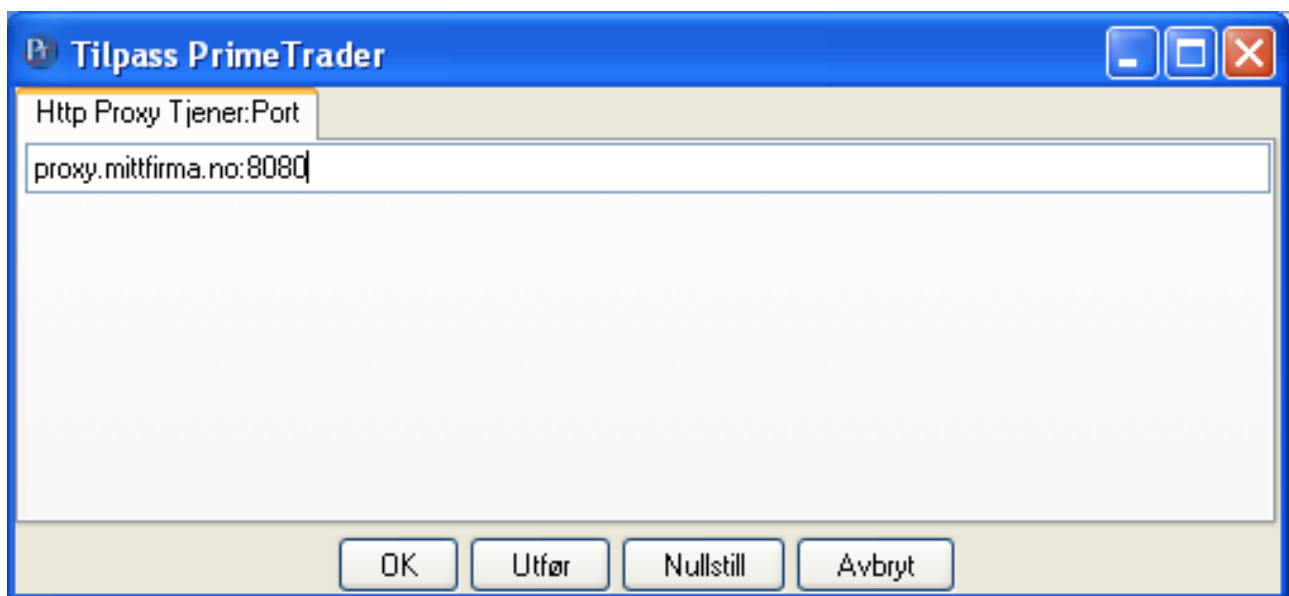 Tilpass PrimeTrader
Http Proxy Tjener:Port
proxy.mittfirma.no:8080
OK Utfør Nullstill Avbryt